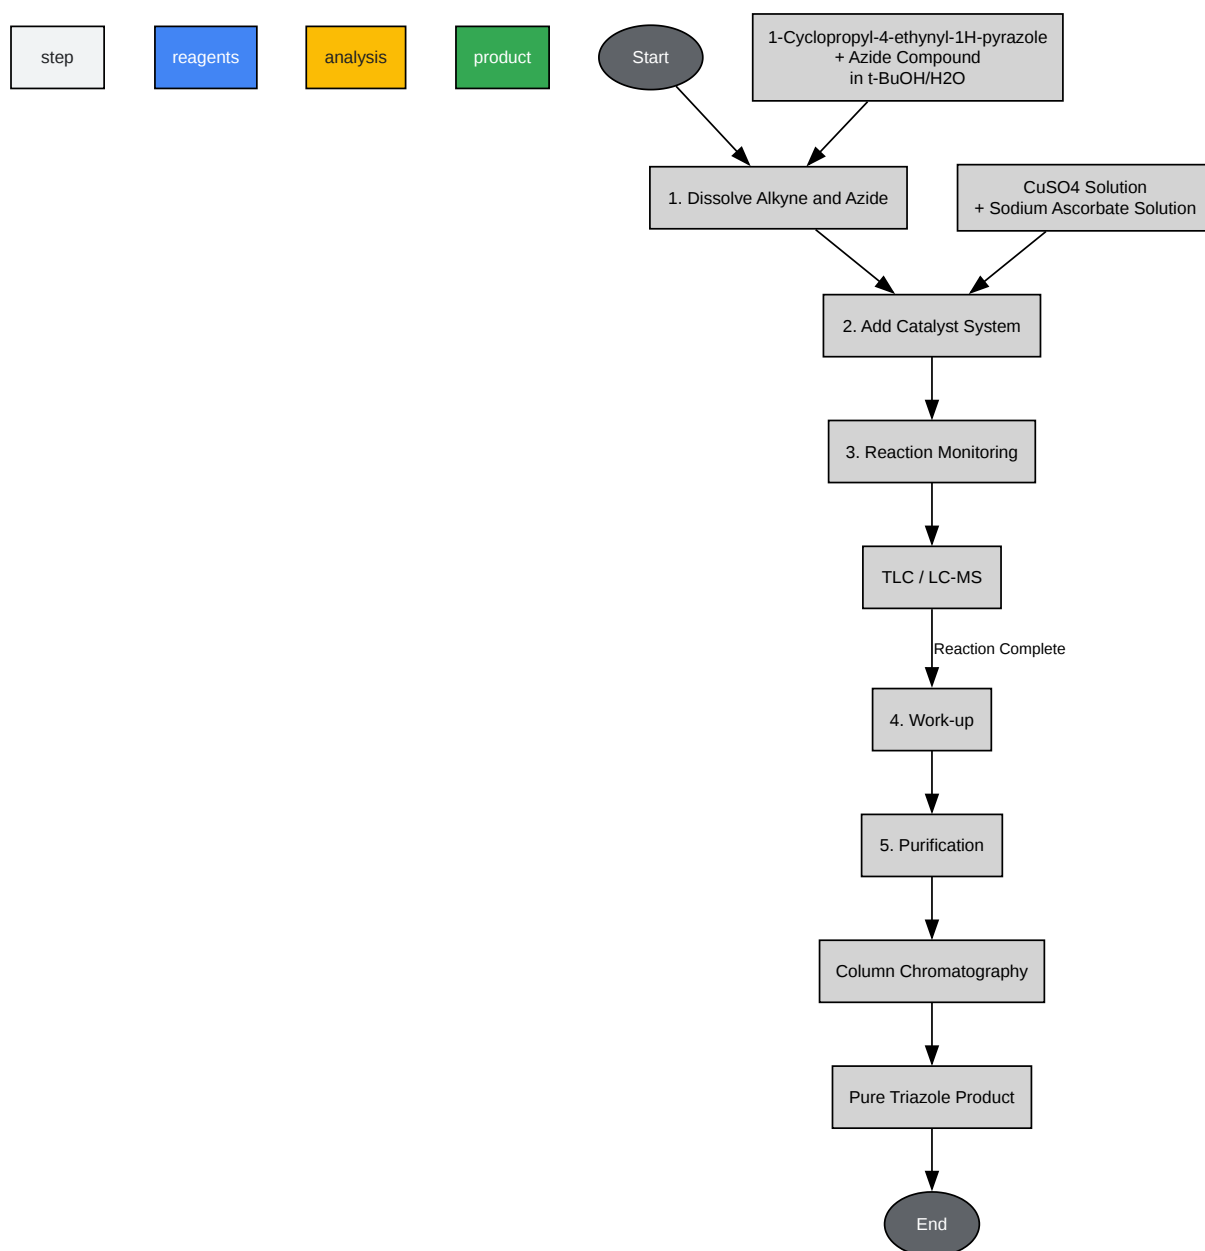 step
reagents
analysis
product
Start
1-Cyclopropyl-4-ethynyl-1H-pyrazole
+ Azide Compound
in t-BuOH/H2O
1. Dissolve Alkyne and Azide
CuSO4 Solution
+ Sodium Ascorbate Solution
2. Add Catalyst System
3. Reaction Monitoring
TLC / LC-MS
Reaction Complete
4. Work-up
5. Purification
Column Chromatography
Pure Triazole Product
End